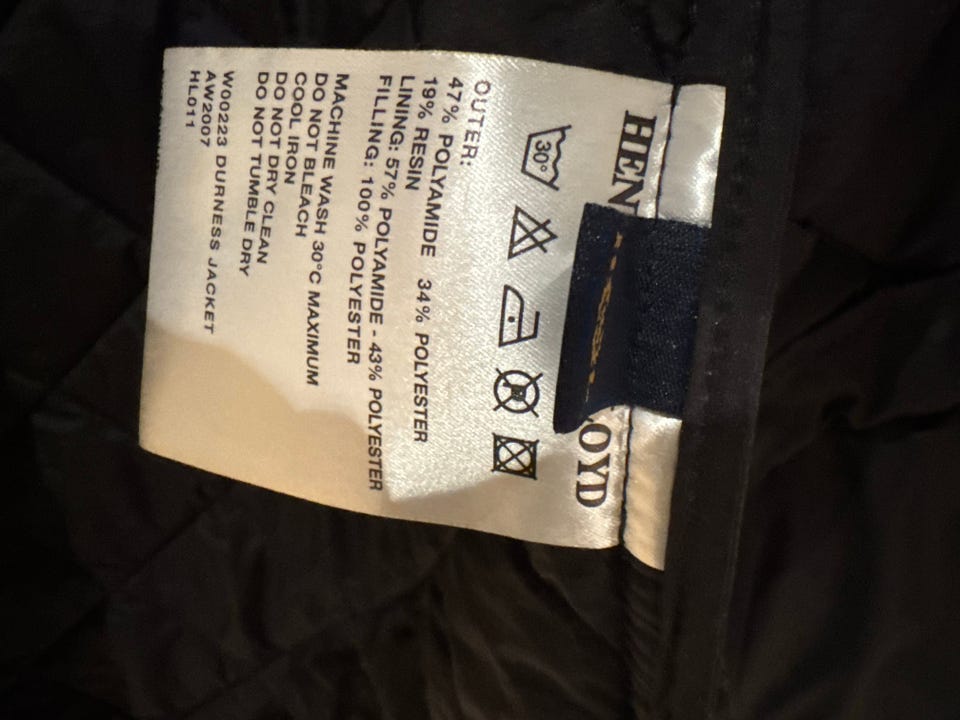 HEN OYD
30°
P
OUTER:
47% POLYAMIDE 34% POLYESTER
19% RESIN
LINING: 57% POLYAMIDE - 43% POLYESTER
FILLING: 100% POLYESTER
MACHINE WASH 30°C MAXIMUM
DO NOT BLEACH
COOL IRON
DO NOT DRY CLEAN
DO NOT TUMBLE DRY
W00223 DURNESS JACKET
AW2007
HL011